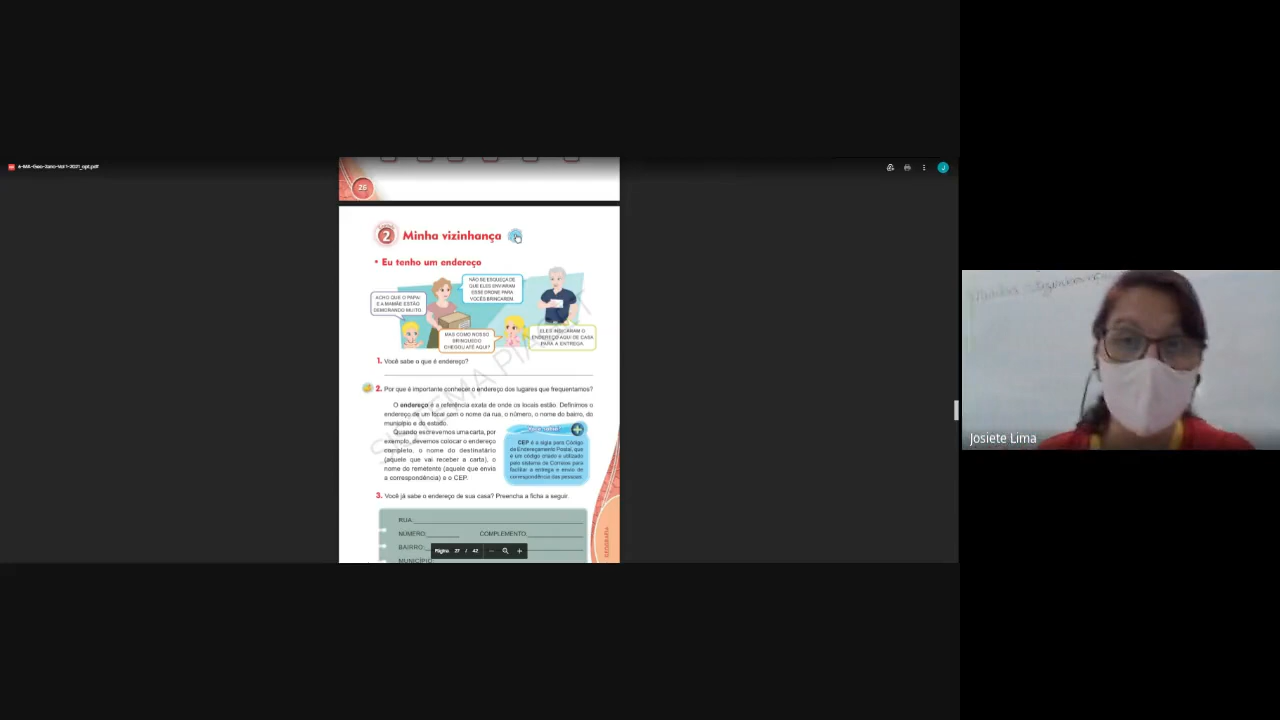 26
2 Minha vizinhança
• Eu tenho um endereço
ACHO QUE O PAPAI
E A MAMÃE ESTÃO
DEMORANDO MUITO.
NÃO SE ESQUEÇA DE
QUE ELES ENVIARAM
ESSE DRONE PARA
VOCÊS BRINCAREM.
MAS COMO NOSSO
BRINQUEDO
CHEGOU ATÉ AQUI?
ELES INDICARAM O
ENDEREÇO AQUI DE CASA
PARA A ENTREGA.
1. Você sabe o que é endereço?
2. Por que é importante conhecer o endereço dos lugares que frequentamos?
O endereço é a referência exata de onde os locais estão. Definimos o
endereço de um local com o nome da rua, o número, o nome do bairro, do
município e do estado.
Quando escrevemos uma carta, por
exemplo, devemos colocar o endereço
completo, o nome do destinatário
(aquele que vai receber a carta), o
nome do remetente (aquele que envia
a correspondência) e o CEP.
CEP é a sigla para Código
de Endereçamento Postal, que
é um código criado e utilizado
pelo sistema de Correios para
facilitar a entrega e envio de
correspondência das pessoas.
3. Você já sabe o endereço de sua casa? Preencha a ficha a seguir.
RUA:
NÚMERO: COMPLEMENTO:
BAIRRO:
MUNICÍPIO:
GEOGRAFIA
SISTEMA
Página 27 / 42
J
Josiete Lima